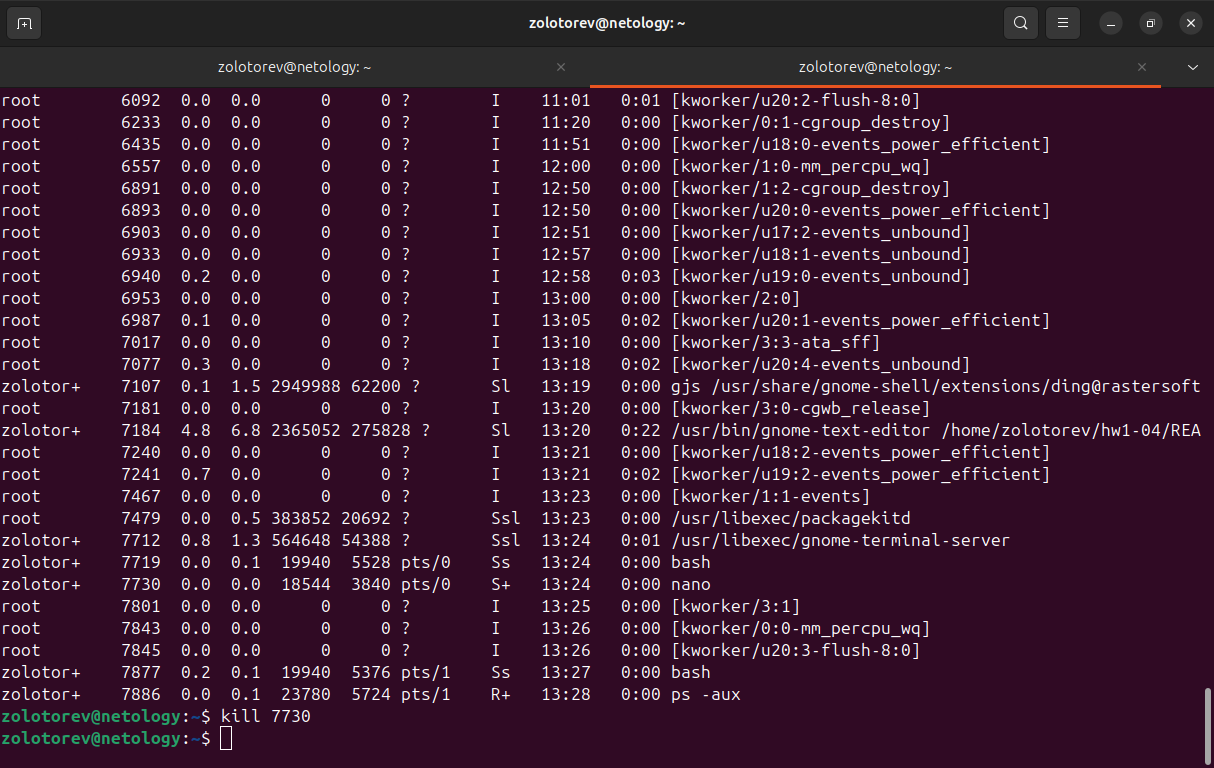 zolotorev@netology: ~
zolotorev@netology: ~
zolotorev@netology: ~
root 6092 0.0 0.0 0 0 ? I 11:01 0:01 [kworker/u20:2-flush-8:0]
root 6233 0.0 0.0 0 0 ? I 11:20 0:00 [kworker/0:1-cgroup_destroy]
root 6435 0.0 0.0 0 0 ? I 11:51 0:00 [kworker/u18:0-events_power_efficient]
root 6557 0.0 0.0 0 0 ? I 12:00 0:00 [kworker/1:0-mm_percpu_wq]
root 6891 0.0 0.0 0 0 ? I 12:50 0:00 [kworker/1:2-cgroup_destroy]
root 6893 0.0 0.0 0 0 ? I 12:50 0:00 [kworker/u20:0-events_power_efficient]
root 6903 0.0 0.0 0 0 ? I 12:51 0:00 [kworker/u17:2-events_unbound]
root 6933 0.0 0.0 0 0 ? I 12:57 0:00 [kworker/u18:1-events_unbound]
root 6940 0.2 0.0 0 0 ? I 12:58 0:03 [kworker/u19:0-events_unbound]
root 6953 0.0 0.0 0 0 ? I 13:00 0:00 [kworker/2:0]
root 6987 0.1 0.0 0 0 ? I 13:05 0:02 [kworker/u20:1-events_power_efficient]
root 7017 0.0 0.0 0 0 ? I 13:10 0:00 [kworker/3:3-ata_sff]
root 7077 0.3 0.0 0 0 ? I 13:18 0:02 [kworker/u20:4-events_unbound]
zolotor+ 7107 0.1 1.5 2949988 62200 ? Sl 13:19 0:00 gjs /usr/share/gnome-shell/extensions/ding@rastersoft
root 7181 0.0 0.0 0 0 ? I 13:20 0:00 [kworker/3:0-cgwb_release]
zolotor+ 7184 4.8 6.8 2365052 275828 ? Sl 13:20 0:22 /usr/bin/gnome-text-editor /home/zolotorev/hw1-04/REA
root 7240 0.0 0.0 0 0 ? I 13:21 0:00 [kworker/u18:2-events_power_efficient]
root 7241 0.7 0.0 0 0 ? I 13:21 0:02 [kworker/u19:2-events_power_efficient]
root 7467 0.0 0.0 0 0 ? I 13:23 0:00 [kworker/1:1-events]
root 7479 0.0 0.5 383852 20692 ? Ssl 13:23 0:00 /usr/libexec/packagekitd
zolotor+ 7712 0.8 1.3 564648 54388 ? Ssl 13:24 0:01 /usr/libexec/gnome-terminal-server
zolotor+ 7719 0.0 0.1 19940 5528 pts/0 Ss 13:24 0:00 bash
zolotor+ 7730 0.0 0.0 18544 3840 pts/0 S+ 13:24 0:00 nano
root 7801 0.0 0.0 0 0 ? I 13:25 0:00 [kworker/3:1]
root 7843 0.0 0.0 0 0 ? I 13:26 0:00 [kworker/0:0-mm_percpu_wq]
root 7845 0.0 0.0 0 0 ? I 13:26 0:00 [kworker/u20:3-flush-8:0]
zolotor+ 7877 0.2 0.1 19940 5376 pts/1 Ss 13:27 0:00 bash
zolotor+ 7886 0.0 0.1 23780 5724 pts/1 R+ 13:28 0:00 ps -aux
zolotorev@netology:~$ kill 7730
zolotorev@netology:~$